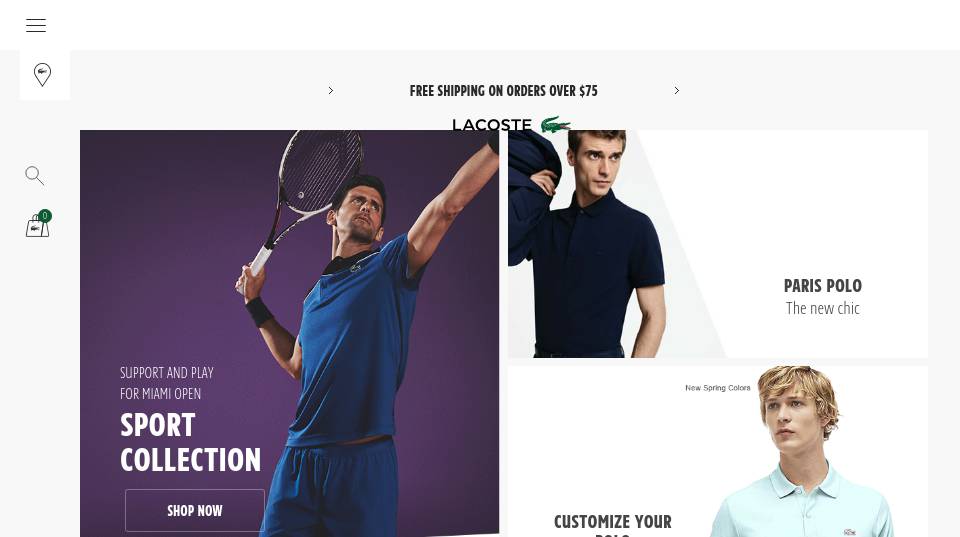 FREE SHIPPING ON ORDERS OVER $75
LACOSTE
0
SUPPORT AND PLAY
FOR MIAMI OPEN
SPORT
COLLECTION
SHOP NOW
PARIS POLO
The new chic
New Spring Colors
CUSTOMIZE YOUR
POLO